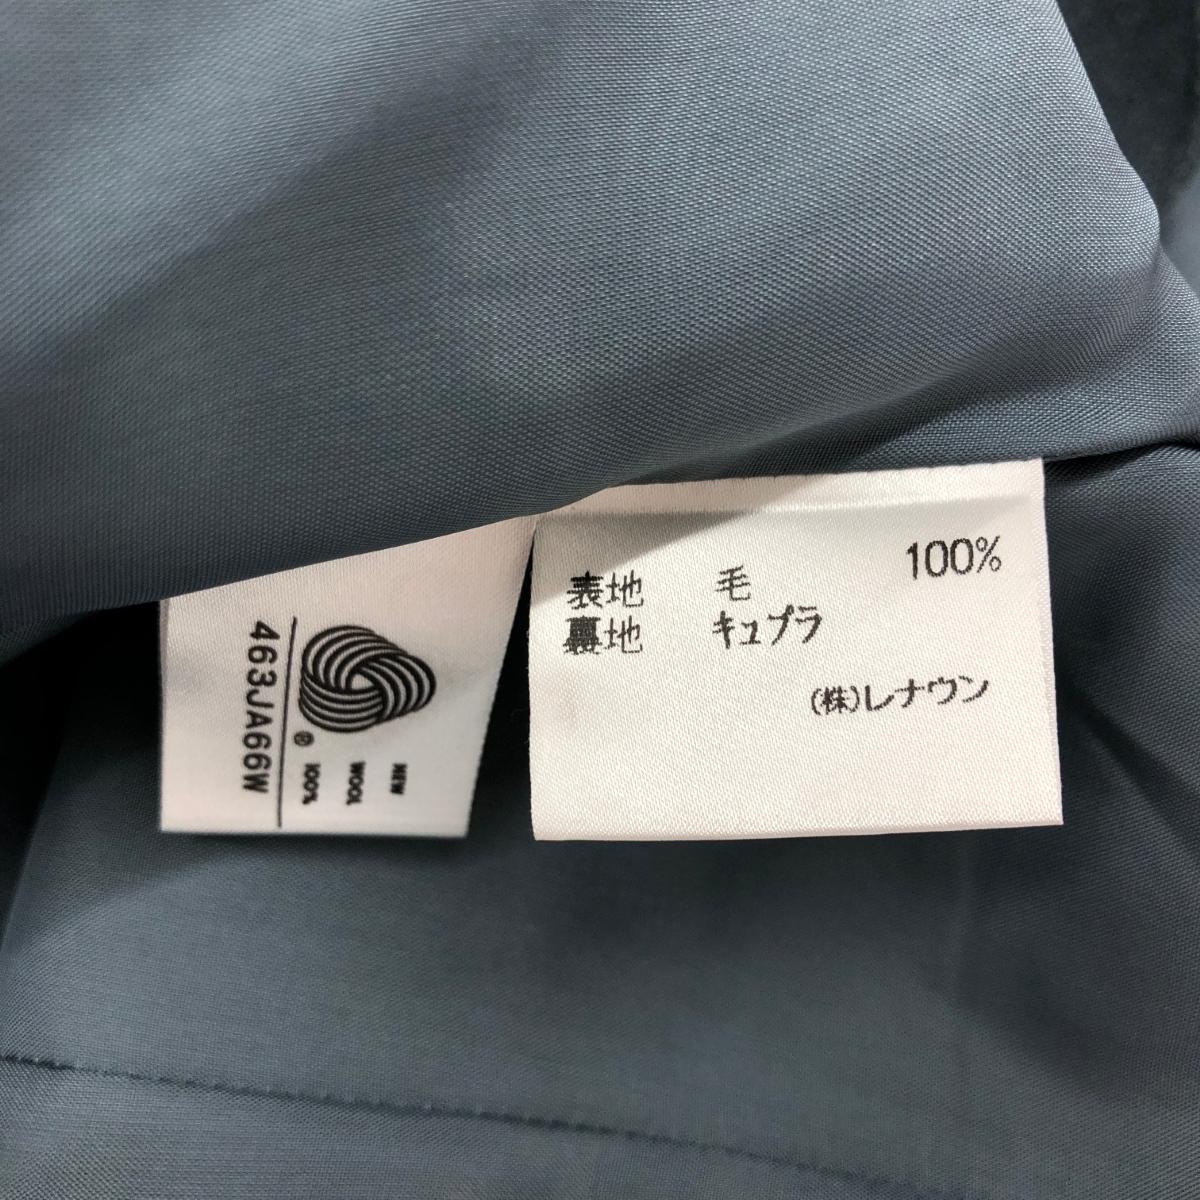 463JA66W
®
NEW
WOOL
100%
表地 毛 100%
裏地 キュプラ
(株)レナウン